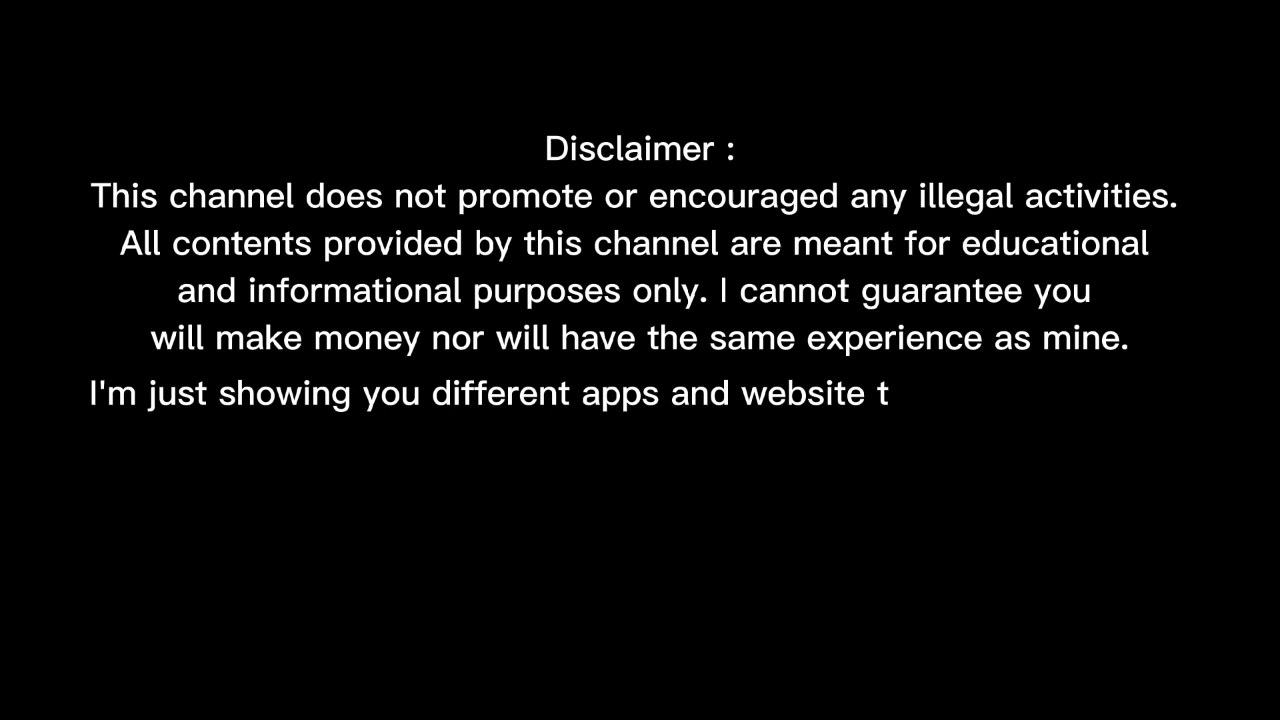 Disclaimer :
This channel does not promote or encouraged any illegal activities.
All contents provided by this channel are meant for educational
and informational purposes only. I cannot guarantee you
will make money nor will have the same experience as mine.
I'm just showing you different apps and website t